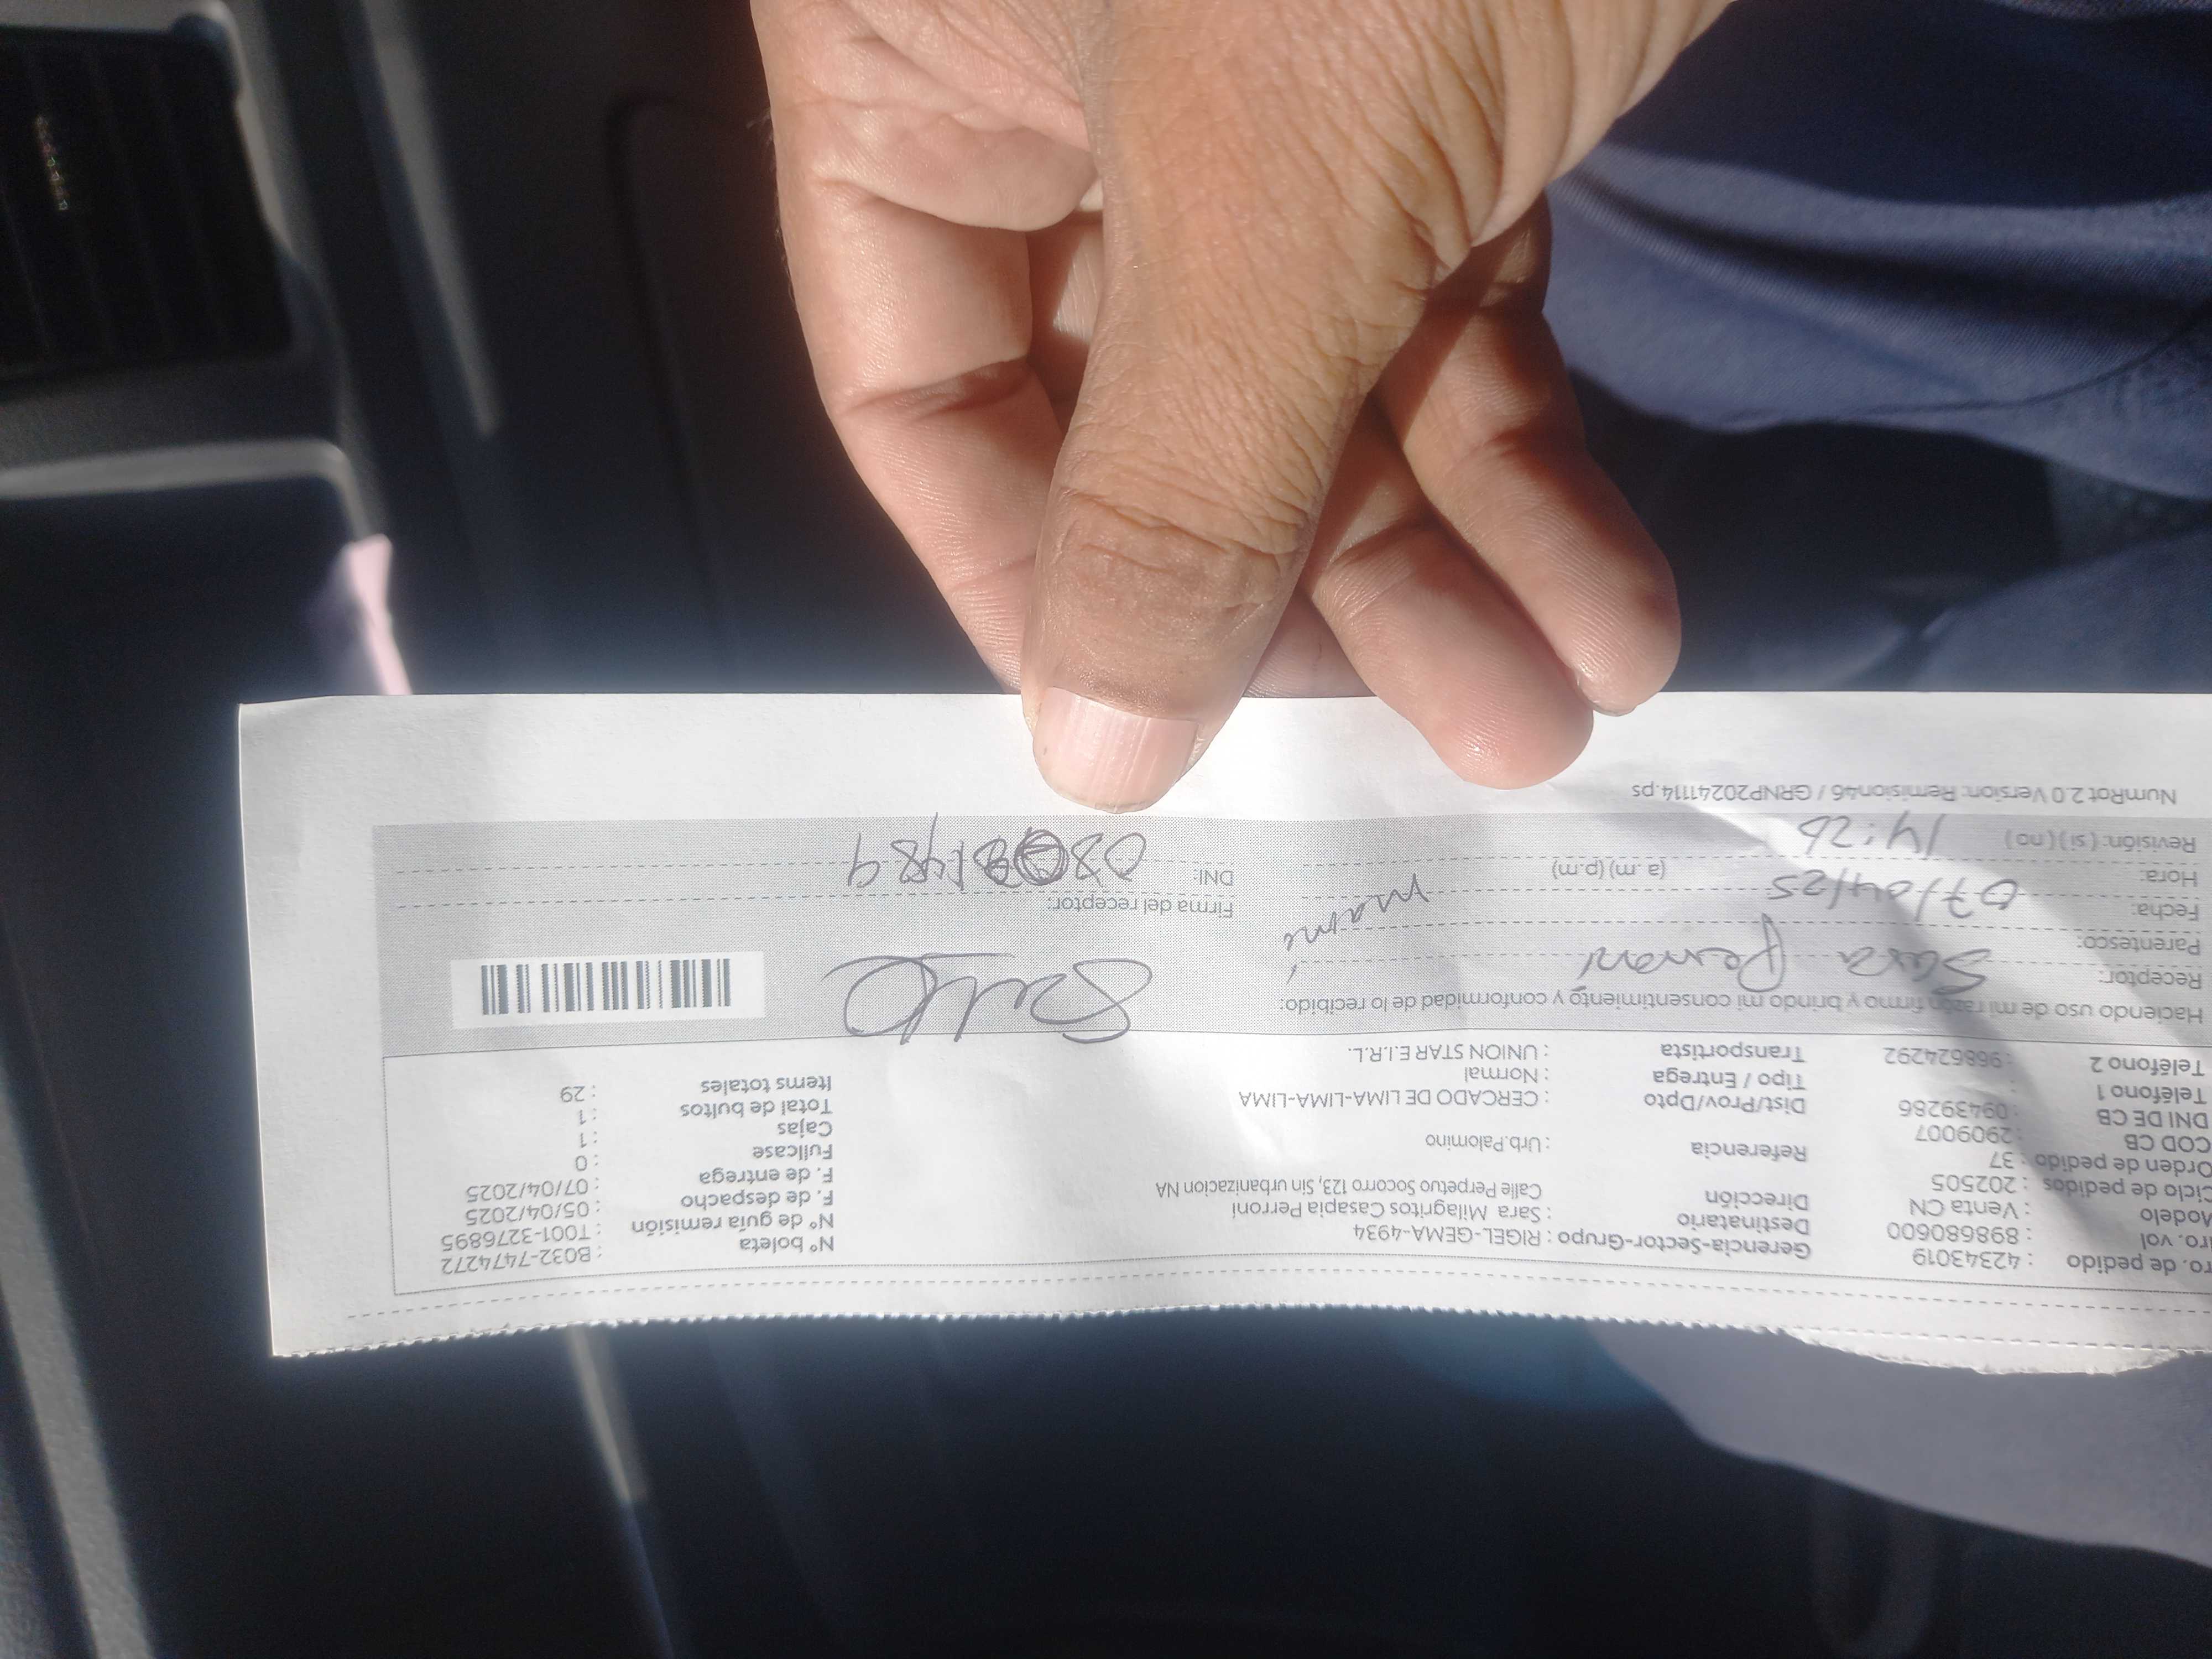 ro. de pedido : 42343019 Gerencia-Sector-Grupo : RIGEL-GEMA-4934 N° boleta : B032-7474272
iro. vol : 898680600 Destinatario : Sara Milagritos Casapia Perroni N° de guía remisión : T001-3276895
Modelo : Venta CN Dirección Calle Perpetuo Socorro 123, Sin urbanizacion NA F. de despacho : 05/04/2025
Ciclo de pedidos : 202505 F. de entrega : 07/04/2025
Orden de pedido : 37 Referencia : Urb.Palomino Fullcase : 0
COD CB : 2909007 Cajas : 1
DNI DE CB : 09439286 Dist/Prov/Dpto : CERCADO DE LIMA-LIMA-LIMA Total de bultos : 1
Teléfono 1 : Tipo / Entrega : Normal Items totales : 29
Teléfono 2 : 968624292 Transportista : UNION STAR E.I.R.L.
Haciendo uso de mi razón firmo y brindo mi consentimiento y conformidad de lo recibido:
Receptor: Sara Perroni
Parentesco: mamá
Fecha: 07/04/25 Firma del receptor:
Hora: 14:26 (a.m) (p.m) DNI:
Revisión: ( si ) ( no )
NumRot 2.0 Version: Remision46 / GRNP20241114.ps